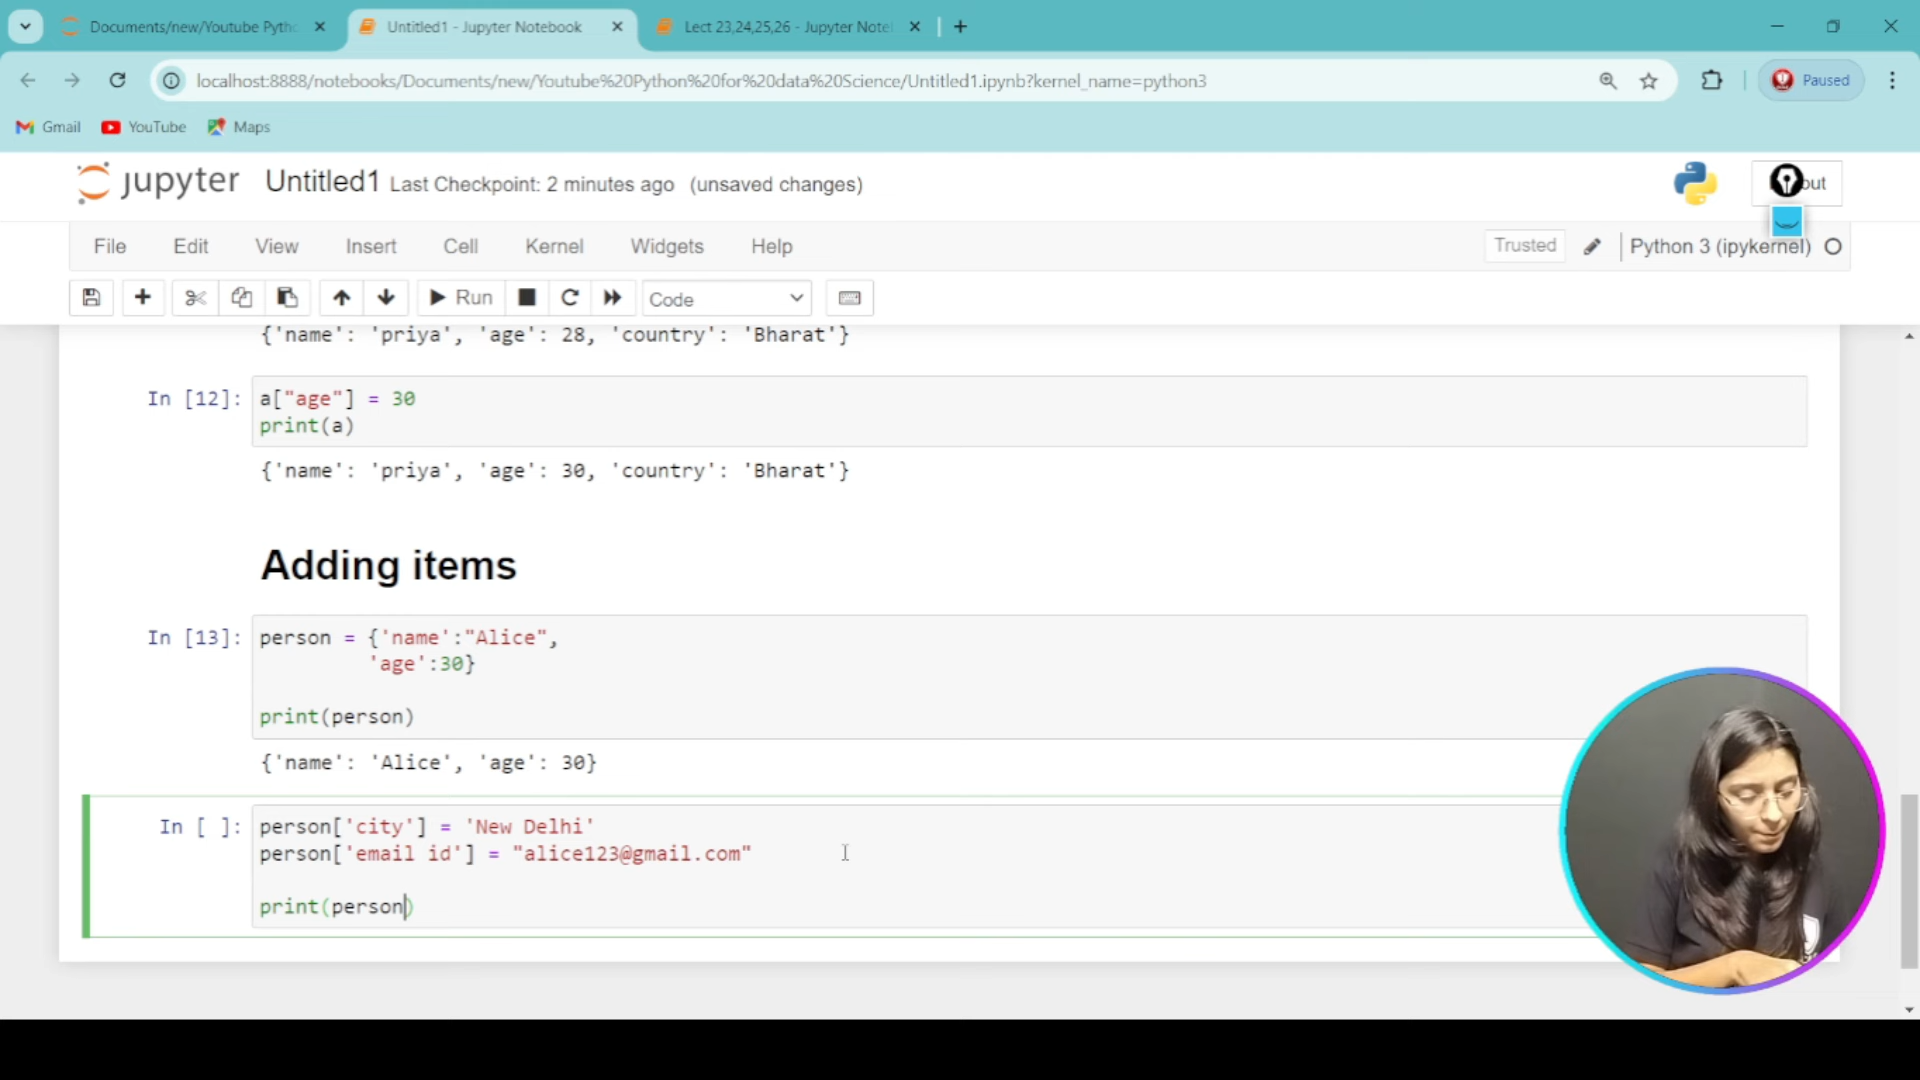 Documents/new/Youtube Pyth
Untitled1 - Jupyter Notebook
Lect 23,24,25,26 - Jupyter Note
localhost:8888/notebooks/Documents/new/Youtube%20Python%20for%20data%20Science/Untitled1.ipynb?kernel_name=python3
Paused
Gmail
YouTube
Maps
jupyter Untitled1 Last Checkpoint: 2 minutes ago (unsaved changes)
out
File Edit View Insert Cell Kernel Widgets Help
Trusted
Python 3 (ipykernel)
Run
Code
{'name': 'priya', 'age': 28, 'country': 'Bharat'}
In [12]: a["age"] = 30
print(a)
{'name': 'priya', 'age': 30, 'country': 'Bharat'}
Adding items
In [13]: person = {'name':"Alice",
'age':30}
print(person)
{'name': 'Alice', 'age': 30}
In [ ]: person['city'] = 'New Delhi'
person['email id'] = "alice123@gmail.com"
print(person)